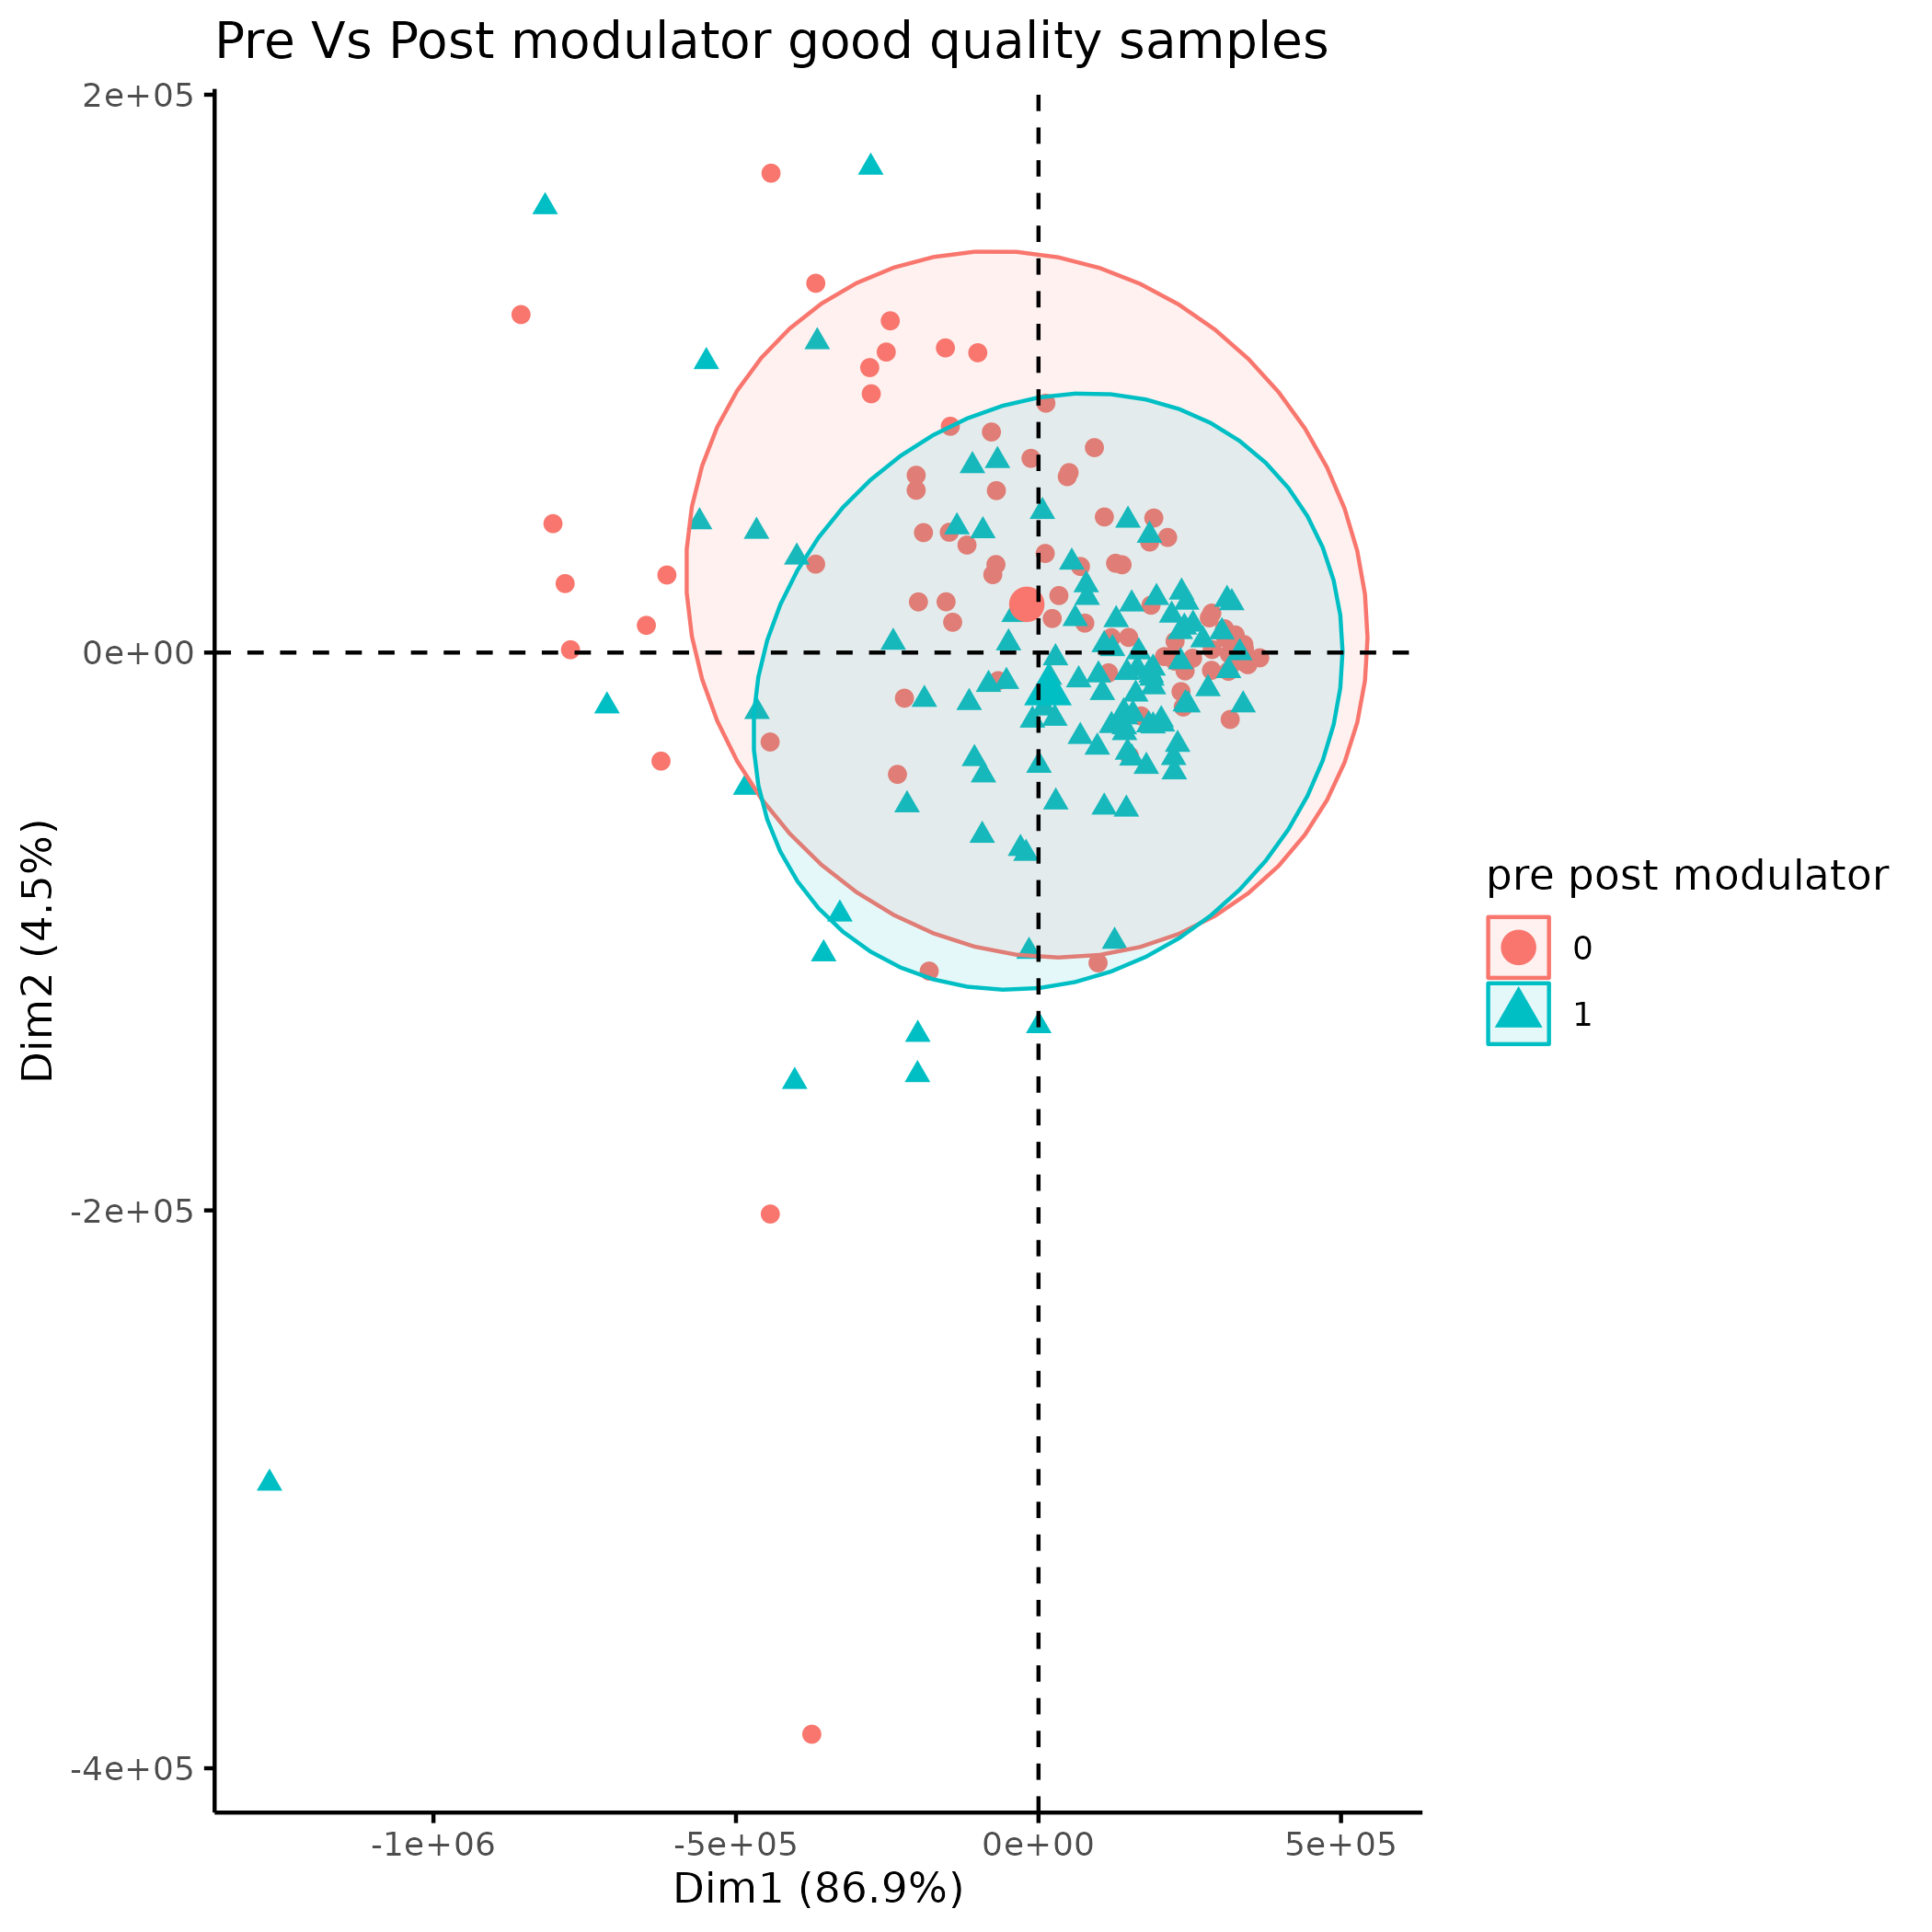 Pre Vs Post modulator good quality samples
2e+05
0e+00
-2e+05
-4e+05
Dim2 (4.5%)
-1e+06
-5e+05
0e+00
5e+05
Dim1 (86.9%)
pre post modulator
0
1